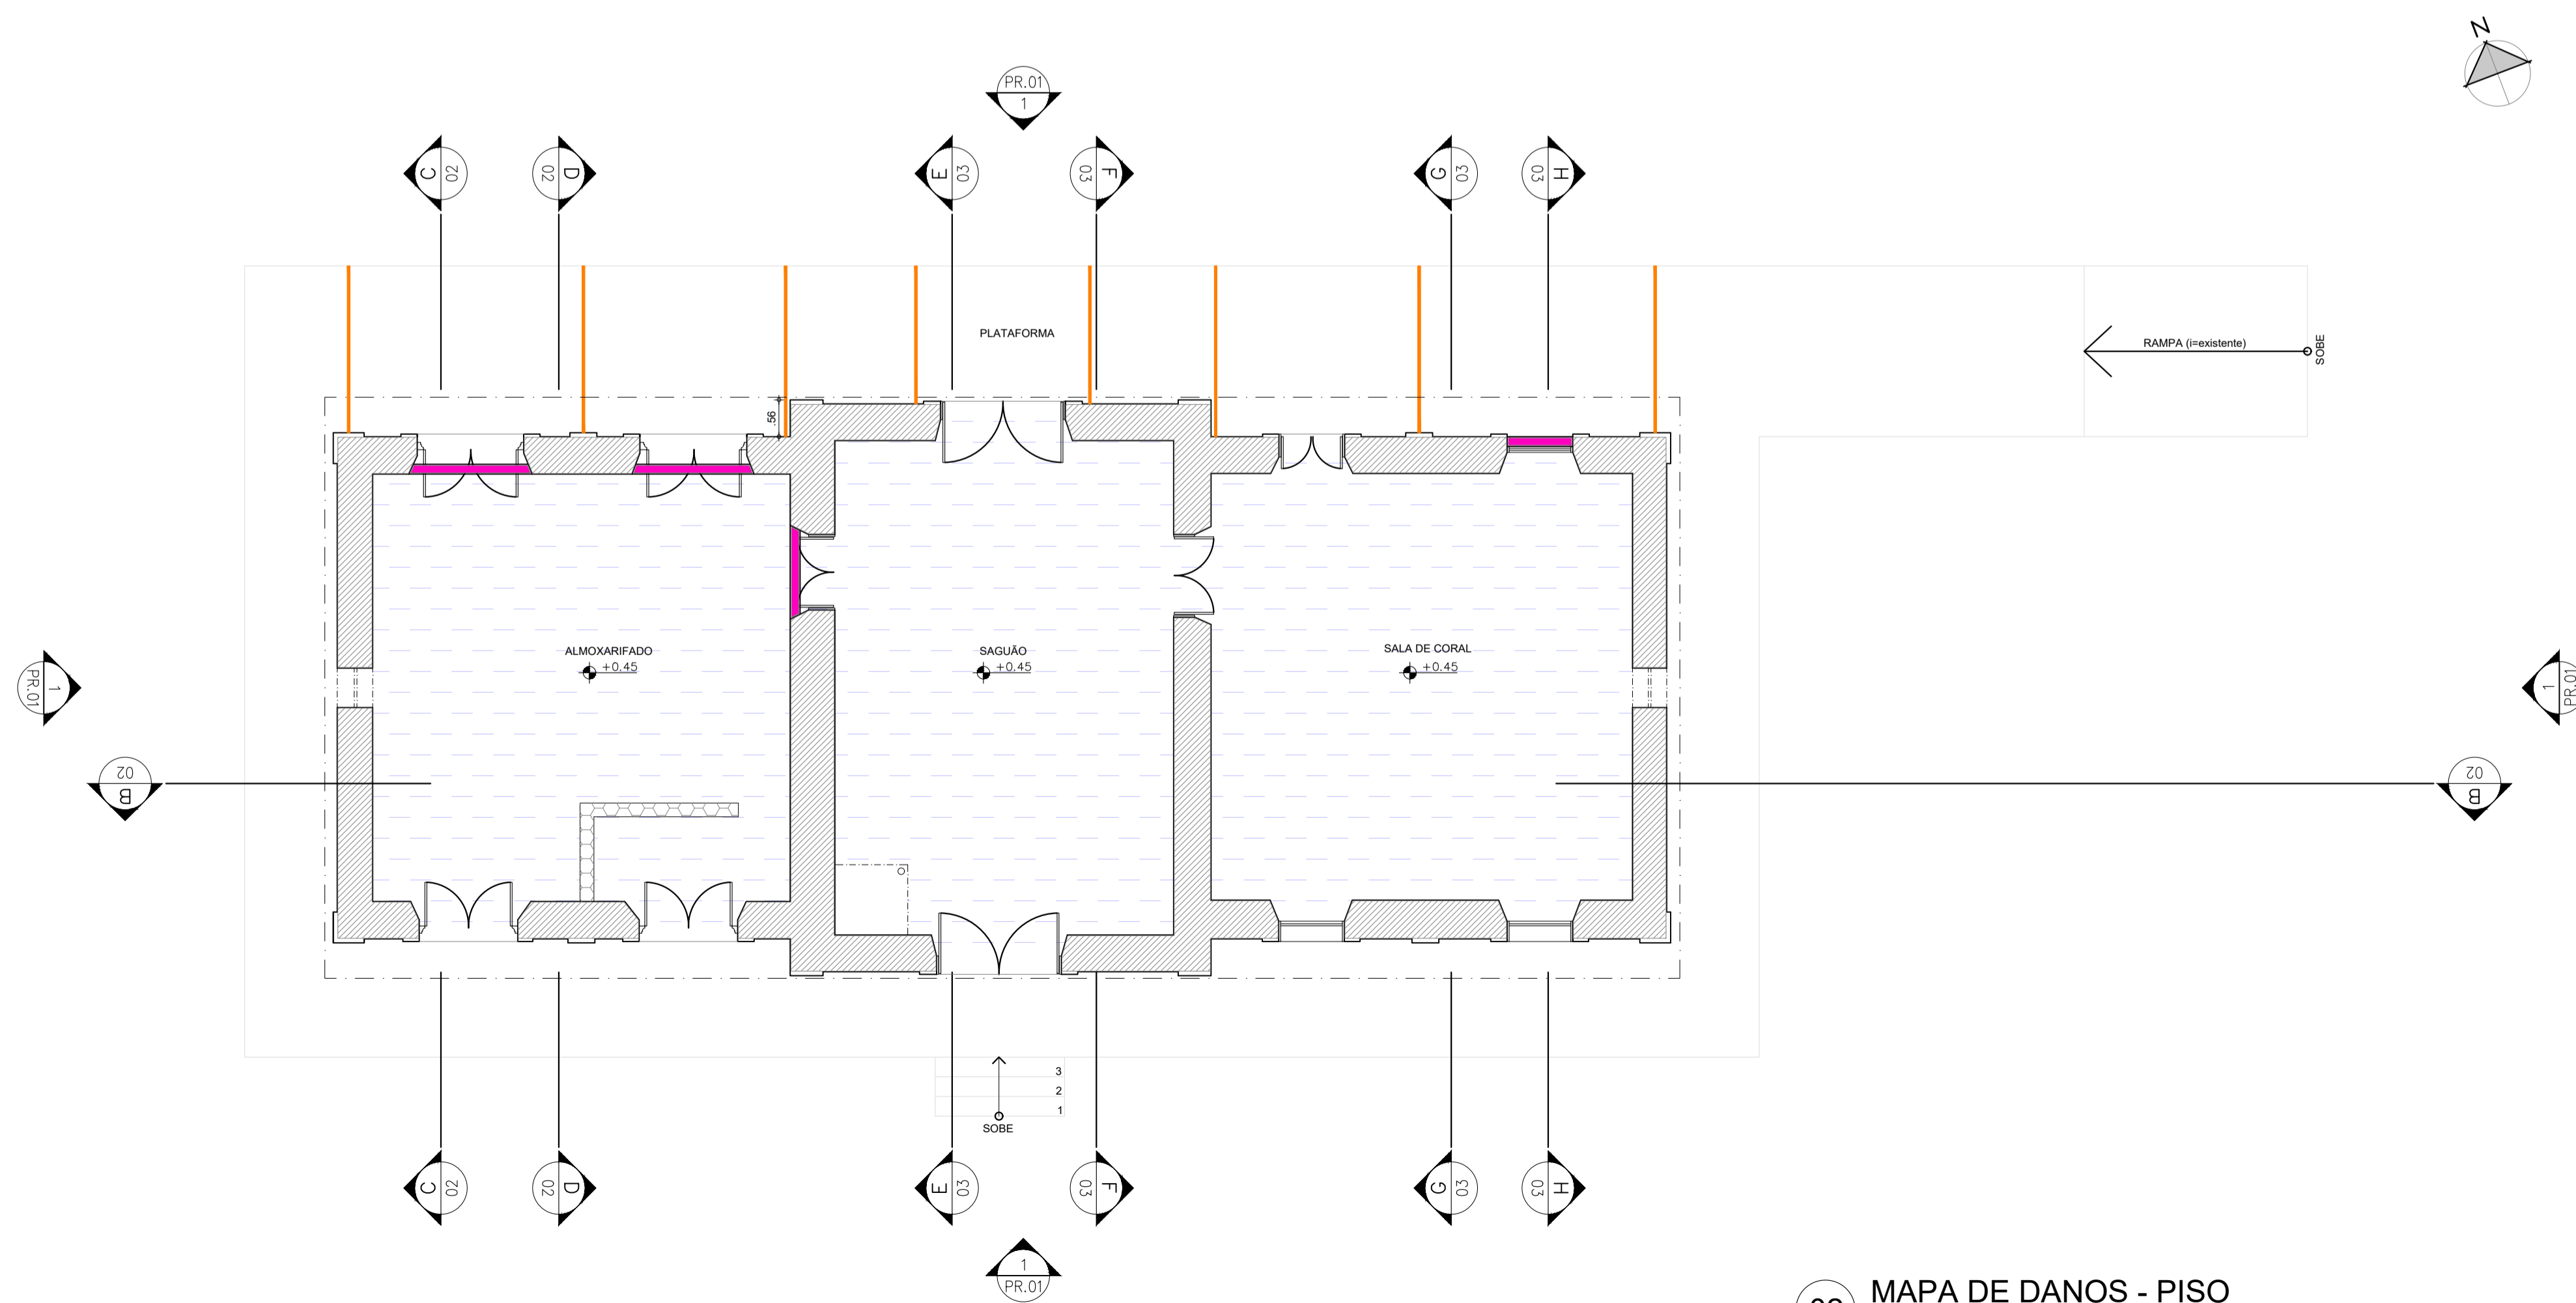 N
PR.01
1
C
02
D
02
E
03
F
03
G
03
H
03
PLATAFORMA
RAMPA (i=existente)
SOBE
.56
ALMOXARIFADO
+0.45
SAGUÃO
+0.45
SALA DE CORAL
+0.45
1
PR.01
1
PR.01
02
B
02
B
3
2
1
SOBE
C
02
D
02
E
03
F
03
G
03
H
03
1
PR.01
MAPA DE DANOS - PISO